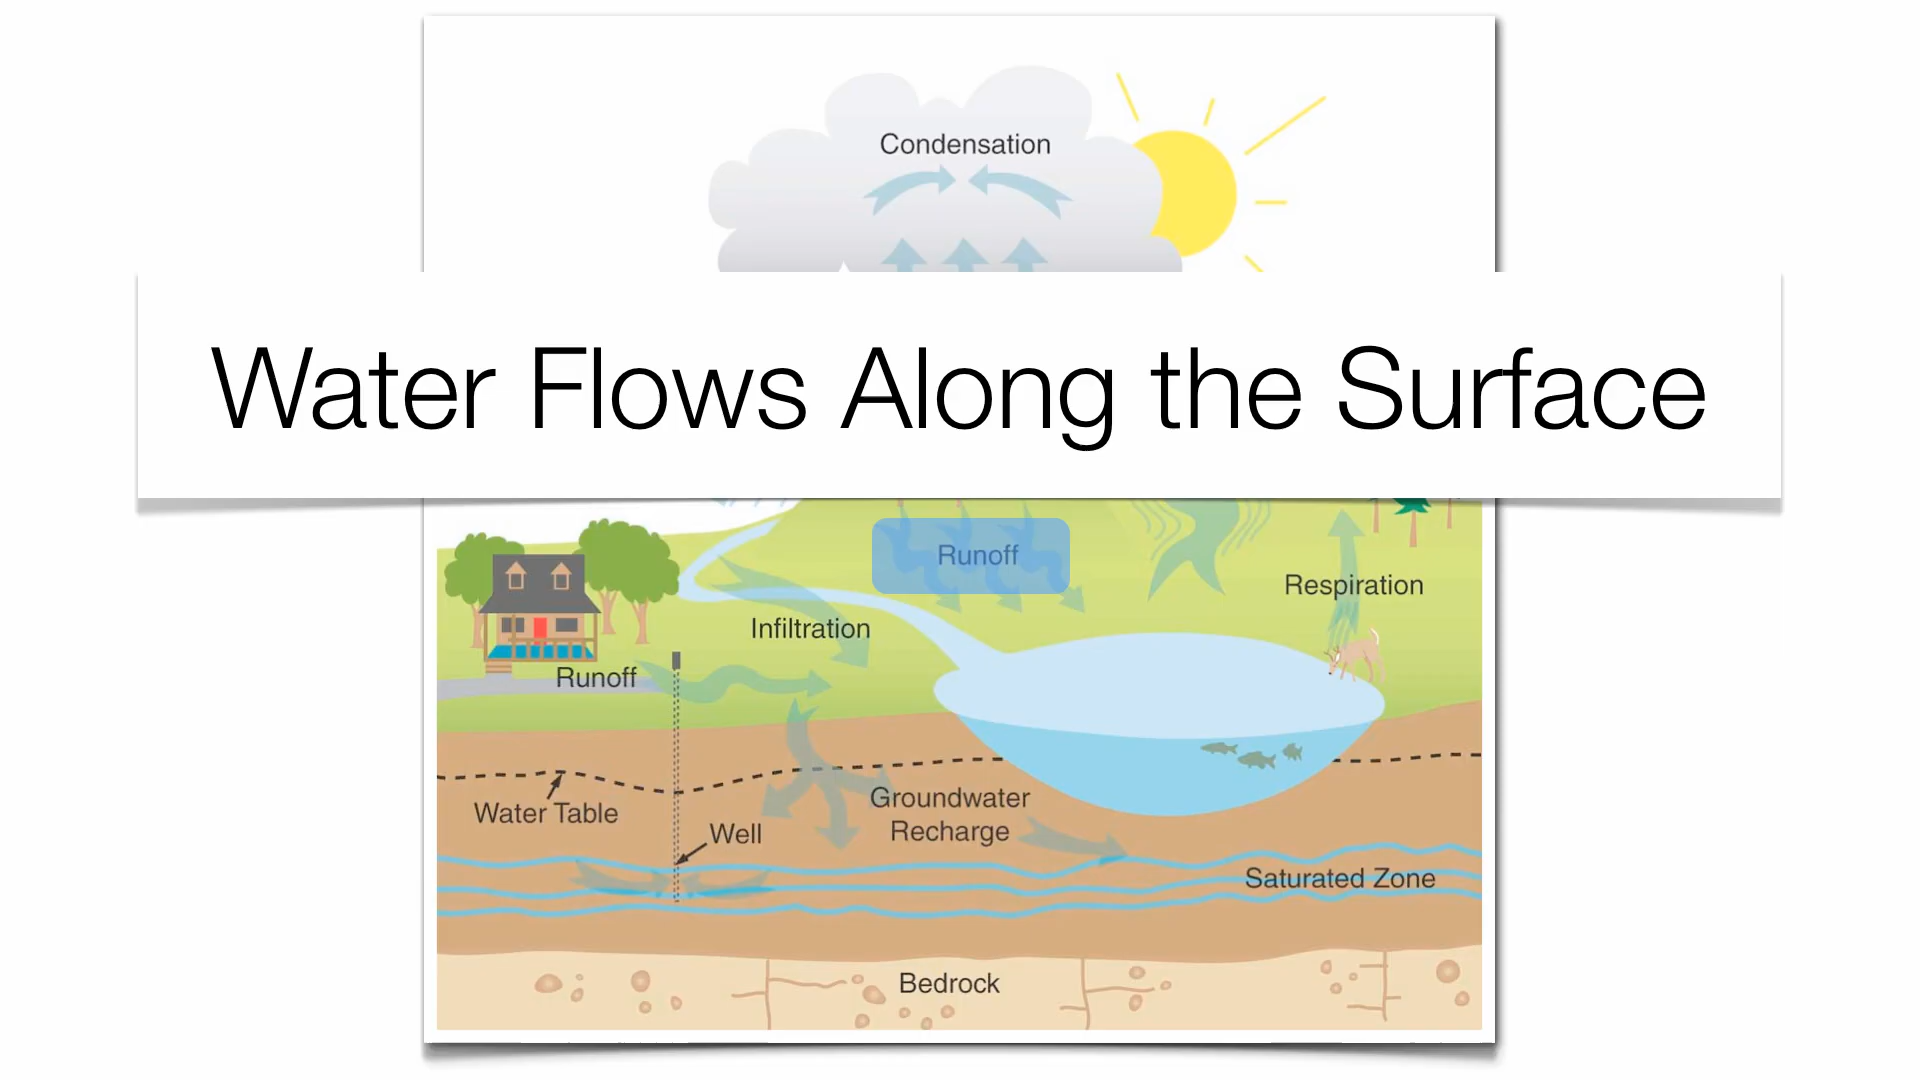 Condensation
Water Flows Along the Surface
Runoff
Respiration
Infiltration
Runoff
Water Table
Groundwater
Recharge
Well
Saturated Zone
Bedrock